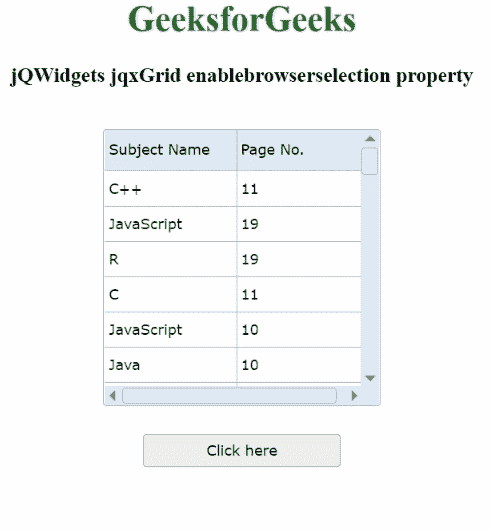 GeeksforGeeks
jQWidgets jqxGrid enablebrowserselection property
Subject Name Page No.
C++ 11
JavaScript 19
R 19
C 11
JavaScript 10
Java 10
Click here